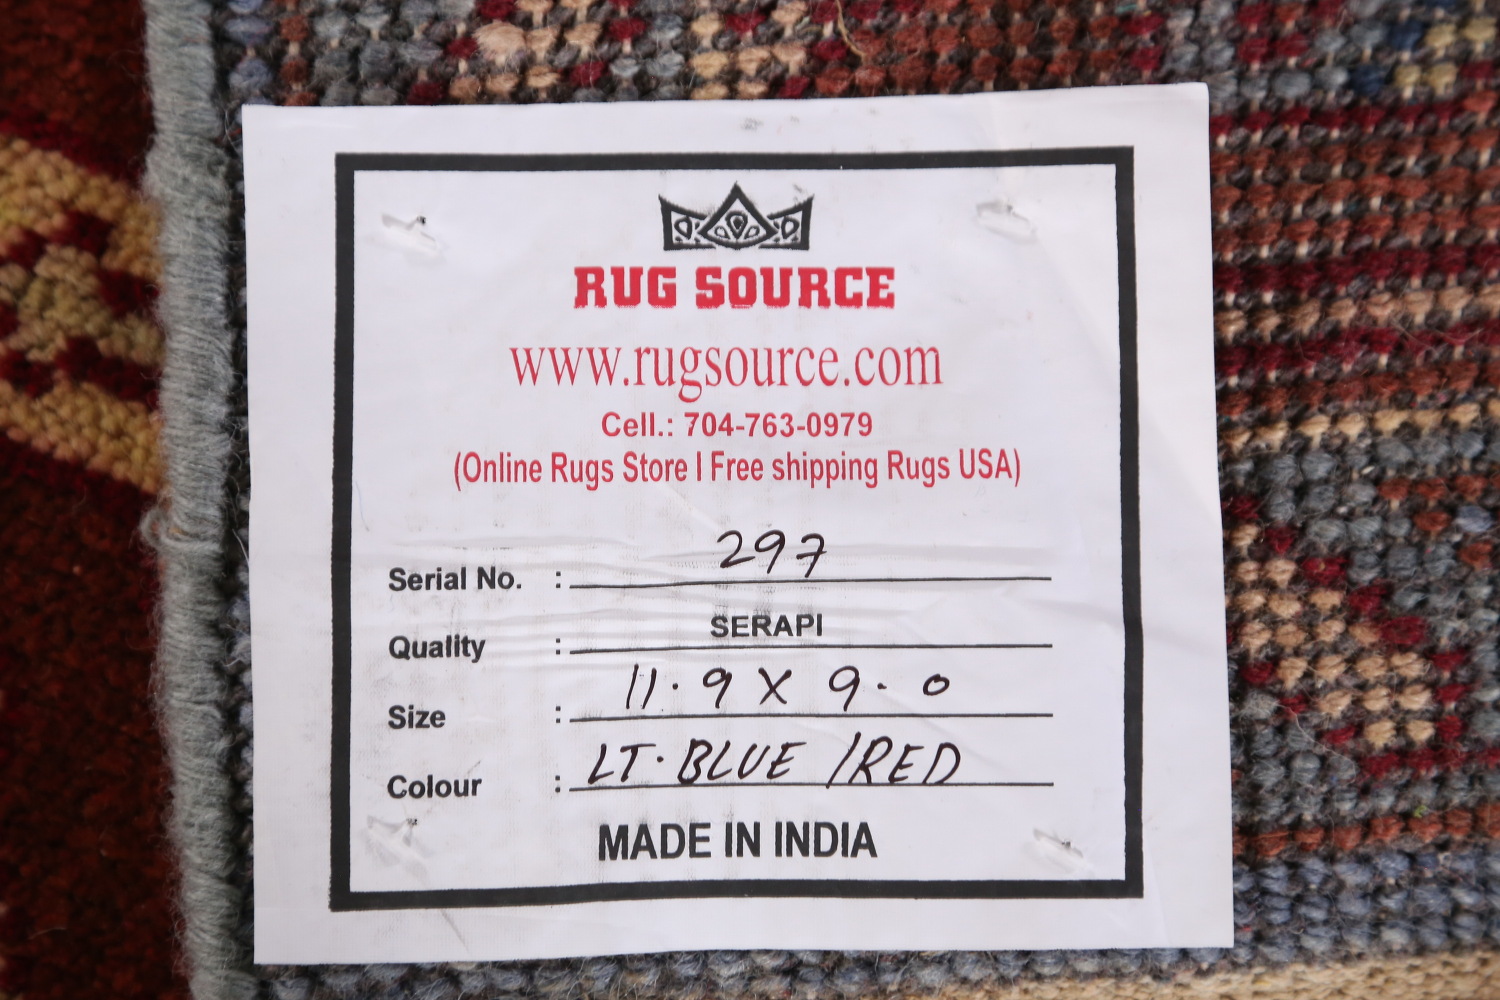 RUG SOURCE
www.rugsource.com
Cell.: 704-763-0979
(Online Rugs Store I Free shipping Rugs USA)
Serial No. : 297
Quality : SERAPI
Size : 11.9 X 9.0
Colour : LT. BLUE /RED
MADE IN INDIA